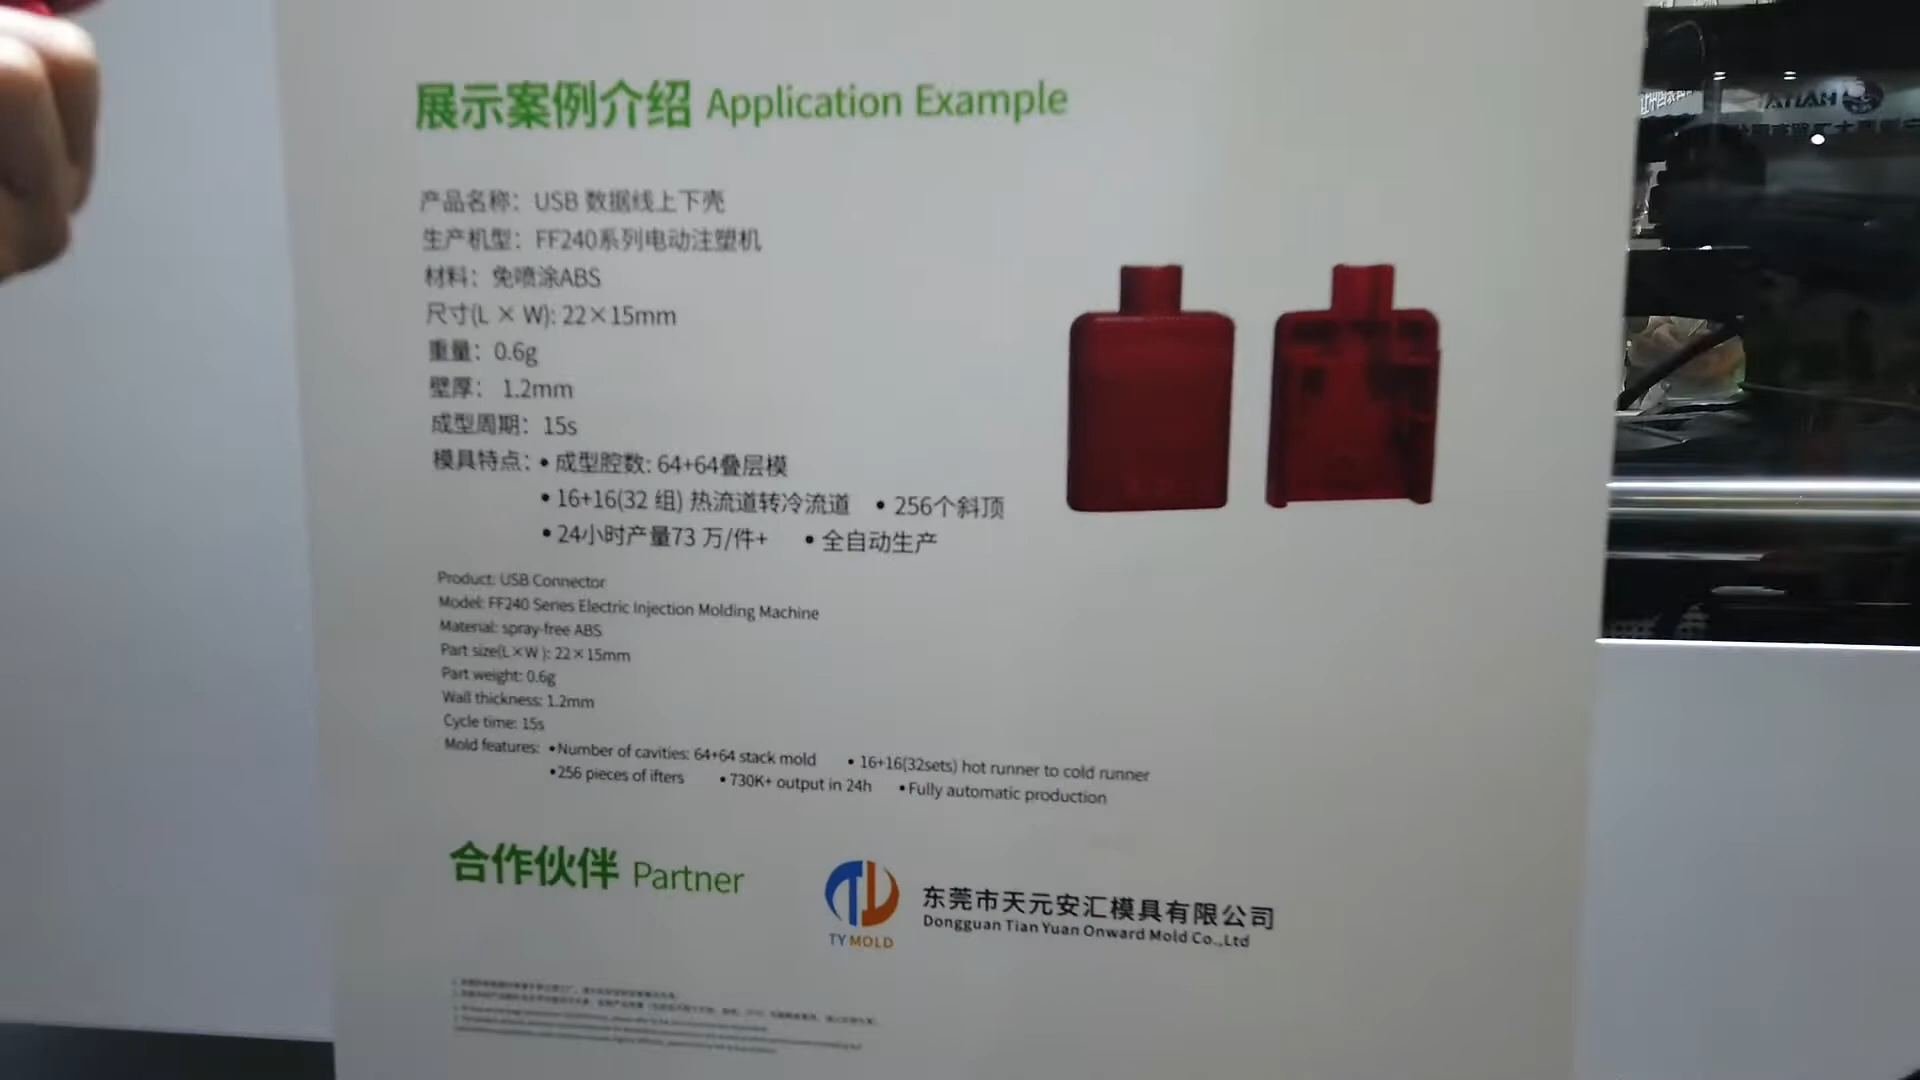 展示案例介绍 Application Example
产品名称：USB 数据线上下壳
生产机型：FF240系列电动注塑机
材料：免喷涂ABS
尺寸(L × W): 22×15mm
重量：0.6g
壁厚： 1.2mm
成型周期：15s
模具特点：• 成型腔数: 64+64叠层模
• 16+16(32 组) 热流道转冷流道 • 256个斜顶
• 24小时产量73 万/件+ • 全自动生产
Product: USB Connector
Model: FF240 Series Electric Injection Molding Machine
Material: spray-free ABS
Part size(L×W ): 22×15mm
Part weight: 0.6g
Wall thickness: 1.2mm
Cycle time: 15s
Mold features: •Number of cavities: 64+64 stack mold • 16+16(32sets) hot runner to cold runner
•256 pieces of ifters •730K+ output in 24h •Fully automatic production
合作伙伴 Partner
TY MOLD
东莞市天元安汇模具有限公司
Dongguan Tian Yuan Onward Mold Co.,Ltd
HAITIAN